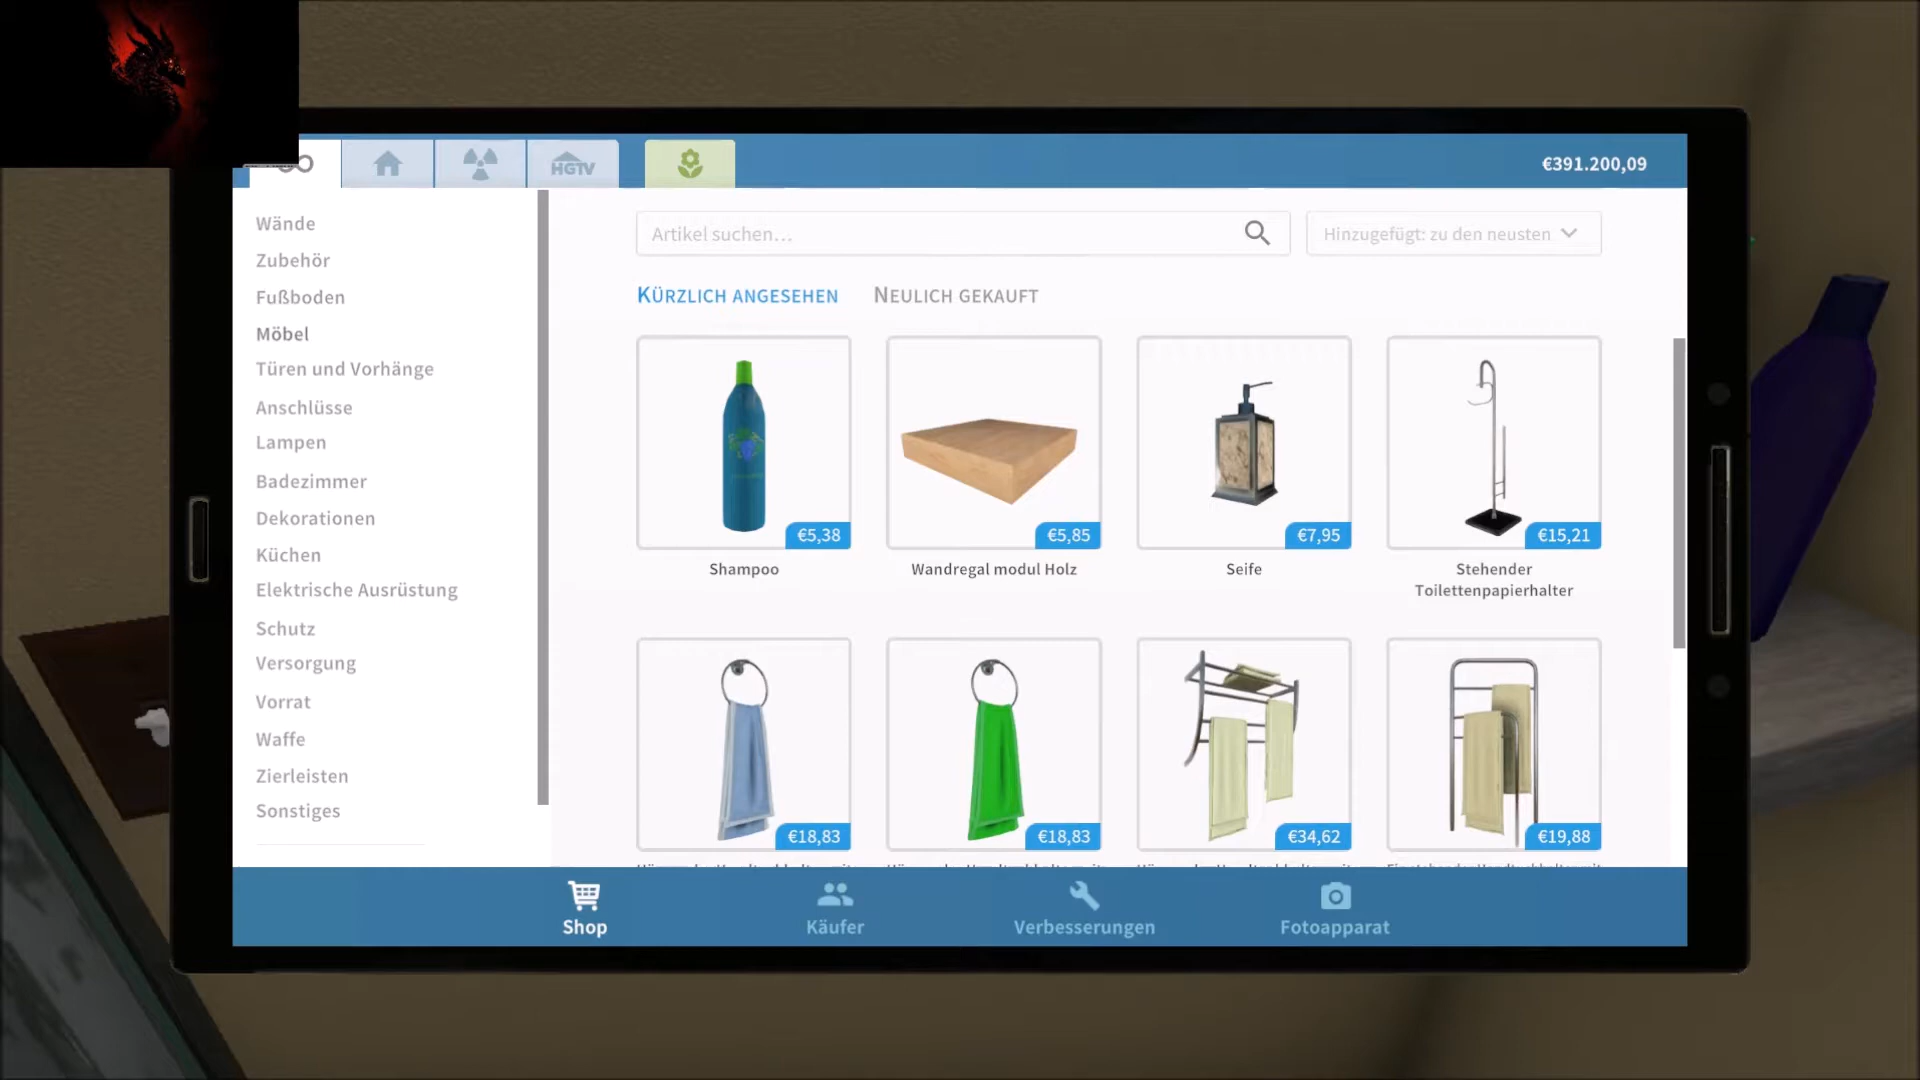 HGTV
€391.200,09
Wände
Zubehör
Fußboden
Möbel
Türen und Vorhänge
Anschlüsse
Lampen
Badezimmer
Dekorationen
Küchen
Elektrische Ausrüstung
Schutz
Versorgung
Vorrat
Waffe
Zierleisten
Sonstiges
Artikel suchen...
Hinzugefügt: zu den neusten
KÜRZLICH ANGESEHEN
NEULICH GEKAUFT
€5,38
€5,85
€7,95
€15,21
Shampoo
Wandregal modul Holz
Seife
Stehender
Toilettenpapierhalter
€18,83
€18,83
€34,62
€19,88
Shop
Käufer
Verbesserungen
Fotoapparat